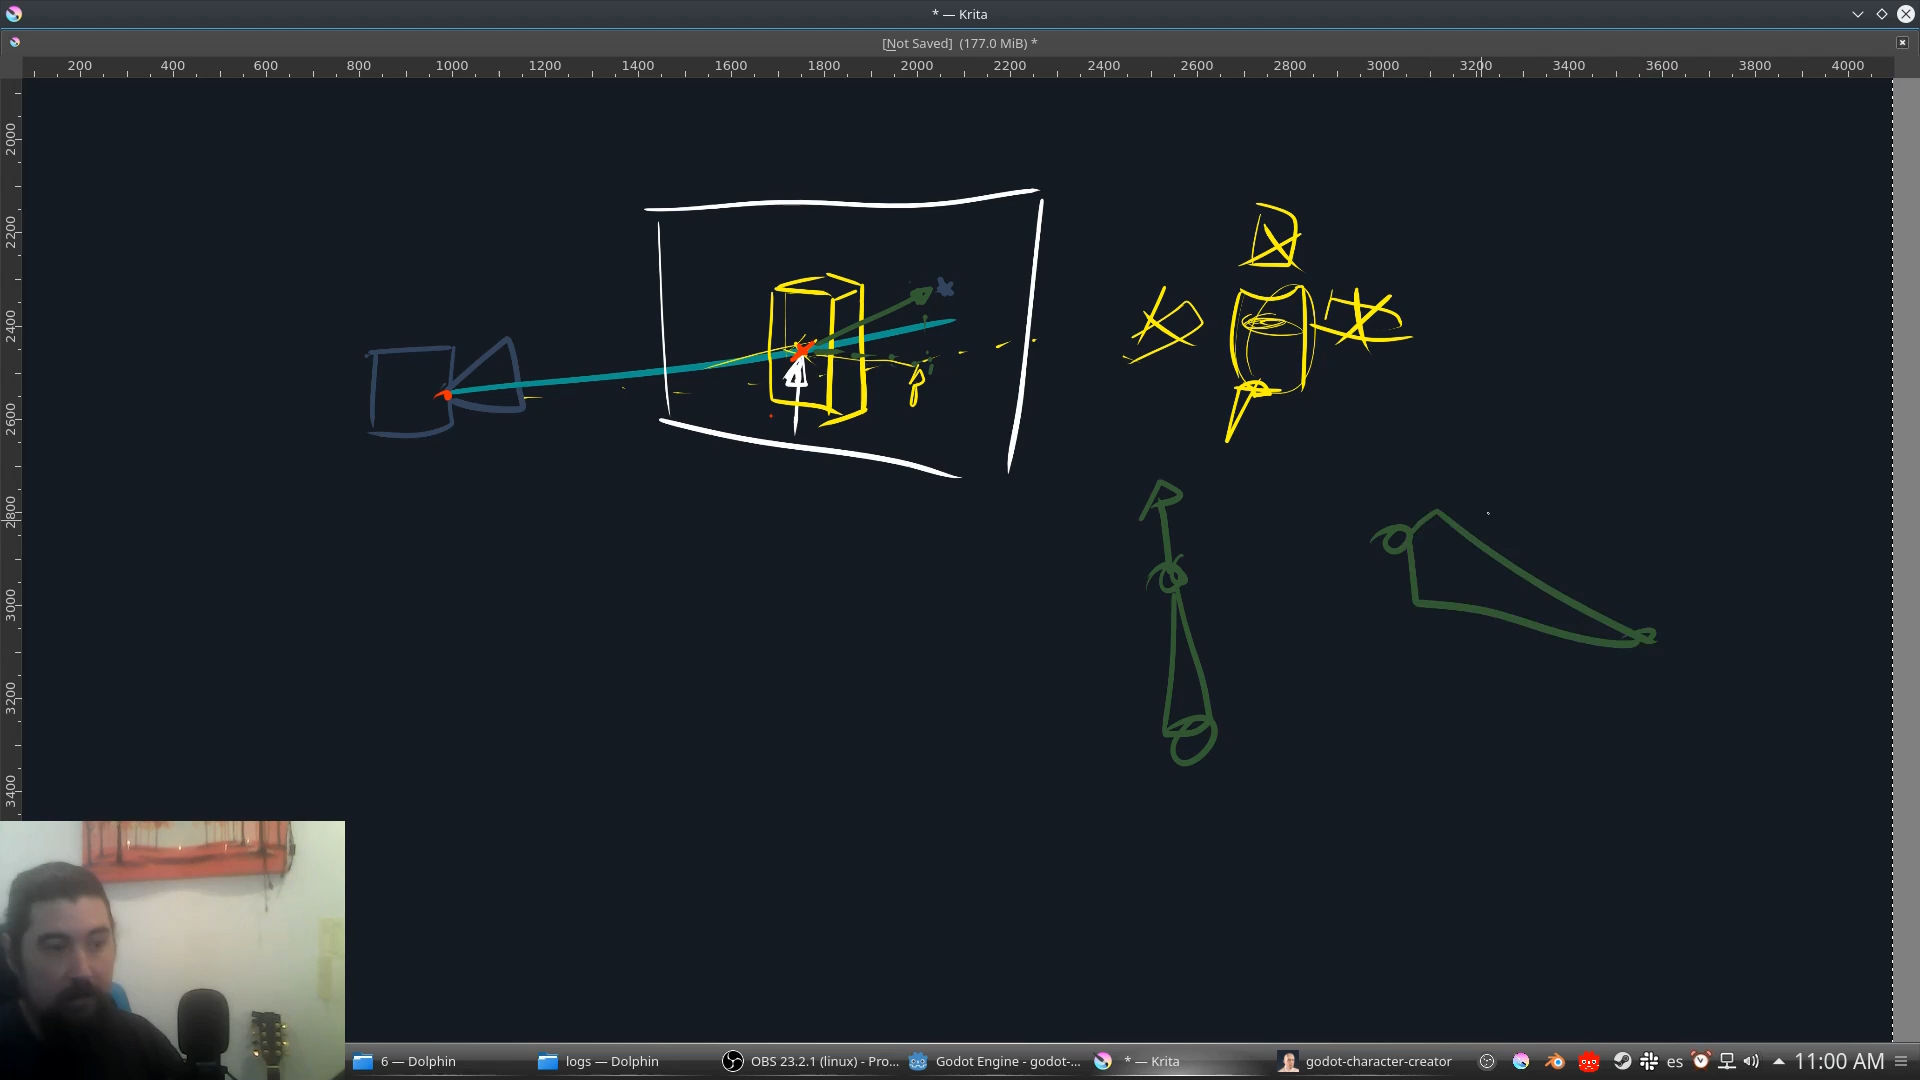 * — Krita
[Not Saved] (177.0 MiB) *
200 400 600 800 1000 1200 1400 1600 1800 2000 2200 2400 2600 2800 3000 3200 3400 3600 3800 4000
2000
2200
2400
2600
2800
3000
3200
3400
6 — Dolphin
logs — Dolphin
OBS 23.2.1 (linux) - Pro...
Godot Engine - godot-...
* — Krita
godot-character-creator
es
11:00 AM